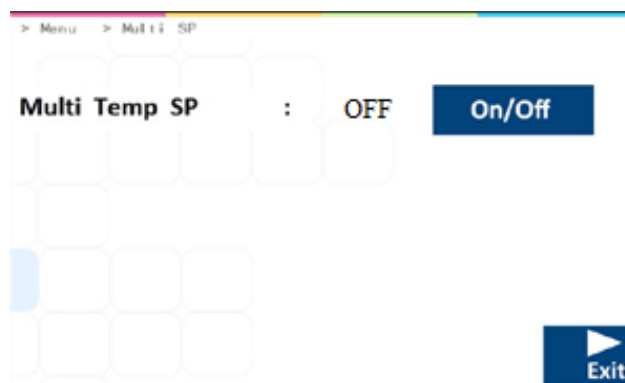 > Menu > Multi SP
Multi Temp SP : OFF On/Off
Exit